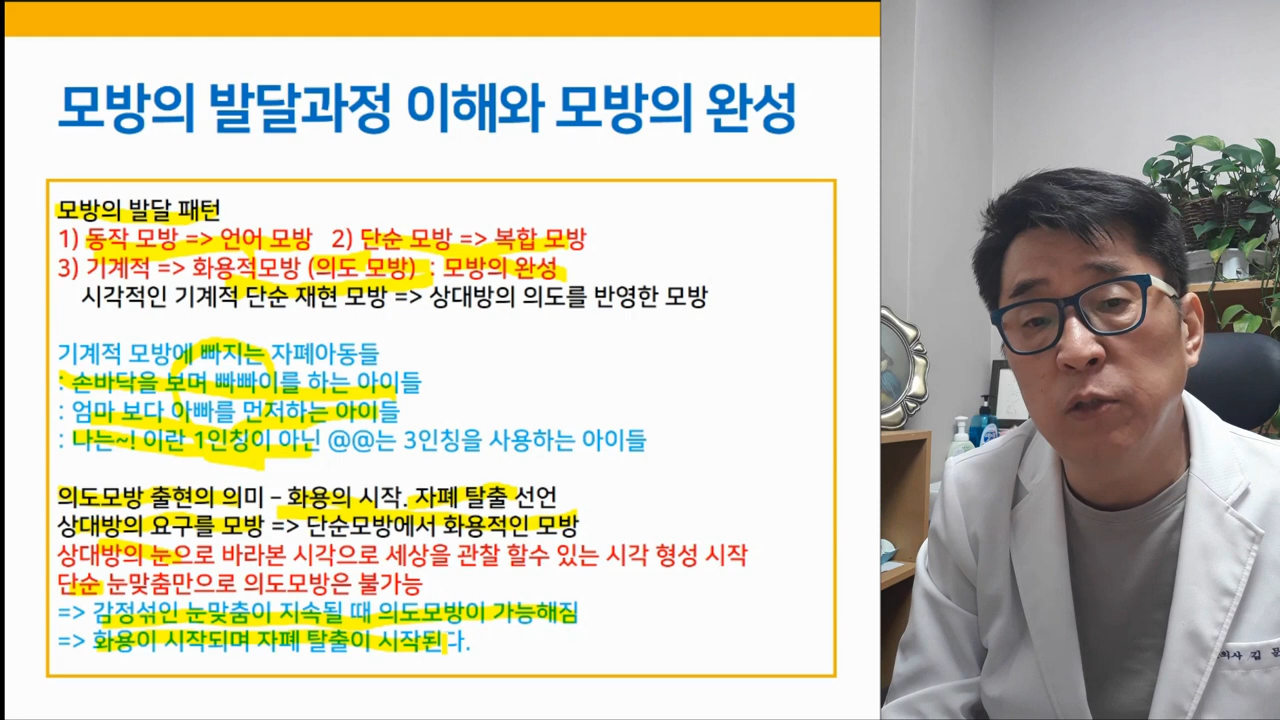 모방의 발달과정 이해와 모방의 완성
모방의 발달 패턴
1) 동작 모방 => 언어 모방 2) 단순 모방 => 복합 모방
3) 기계적 => 화용적모방 (의도 모방) : 모방의 완성
시각적인 기계적 단순 재현 모방 => 상대방의 의도를 반영한 모방
기계적 모방에 빠지는 자폐아동들
: 손바닥을 보며 빠빠이를 하는 아이들
: 엄마 보다 아빠를 먼저하는 아이들
: 나는~! 이란 1인칭이 아닌 @@는 3인칭을 사용하는 아이들
의도모방 출현의 의미 – 화용의 시작. 자폐 탈출 선언
상대방의 요구를 모방 => 단순모방에서 화용적인 모방
상대방의 눈으로 바라본 시각으로 세상을 관찰 할수 있는 시각 형성 시작
단순 눈맞춤만으로 의도모방은 불가능
=> 감정섞인 눈맞춤이 지속될 때 의도모방이 가능해짐
=> 화용이 시작되며 자폐 탈출이 시작된다.
의사 김